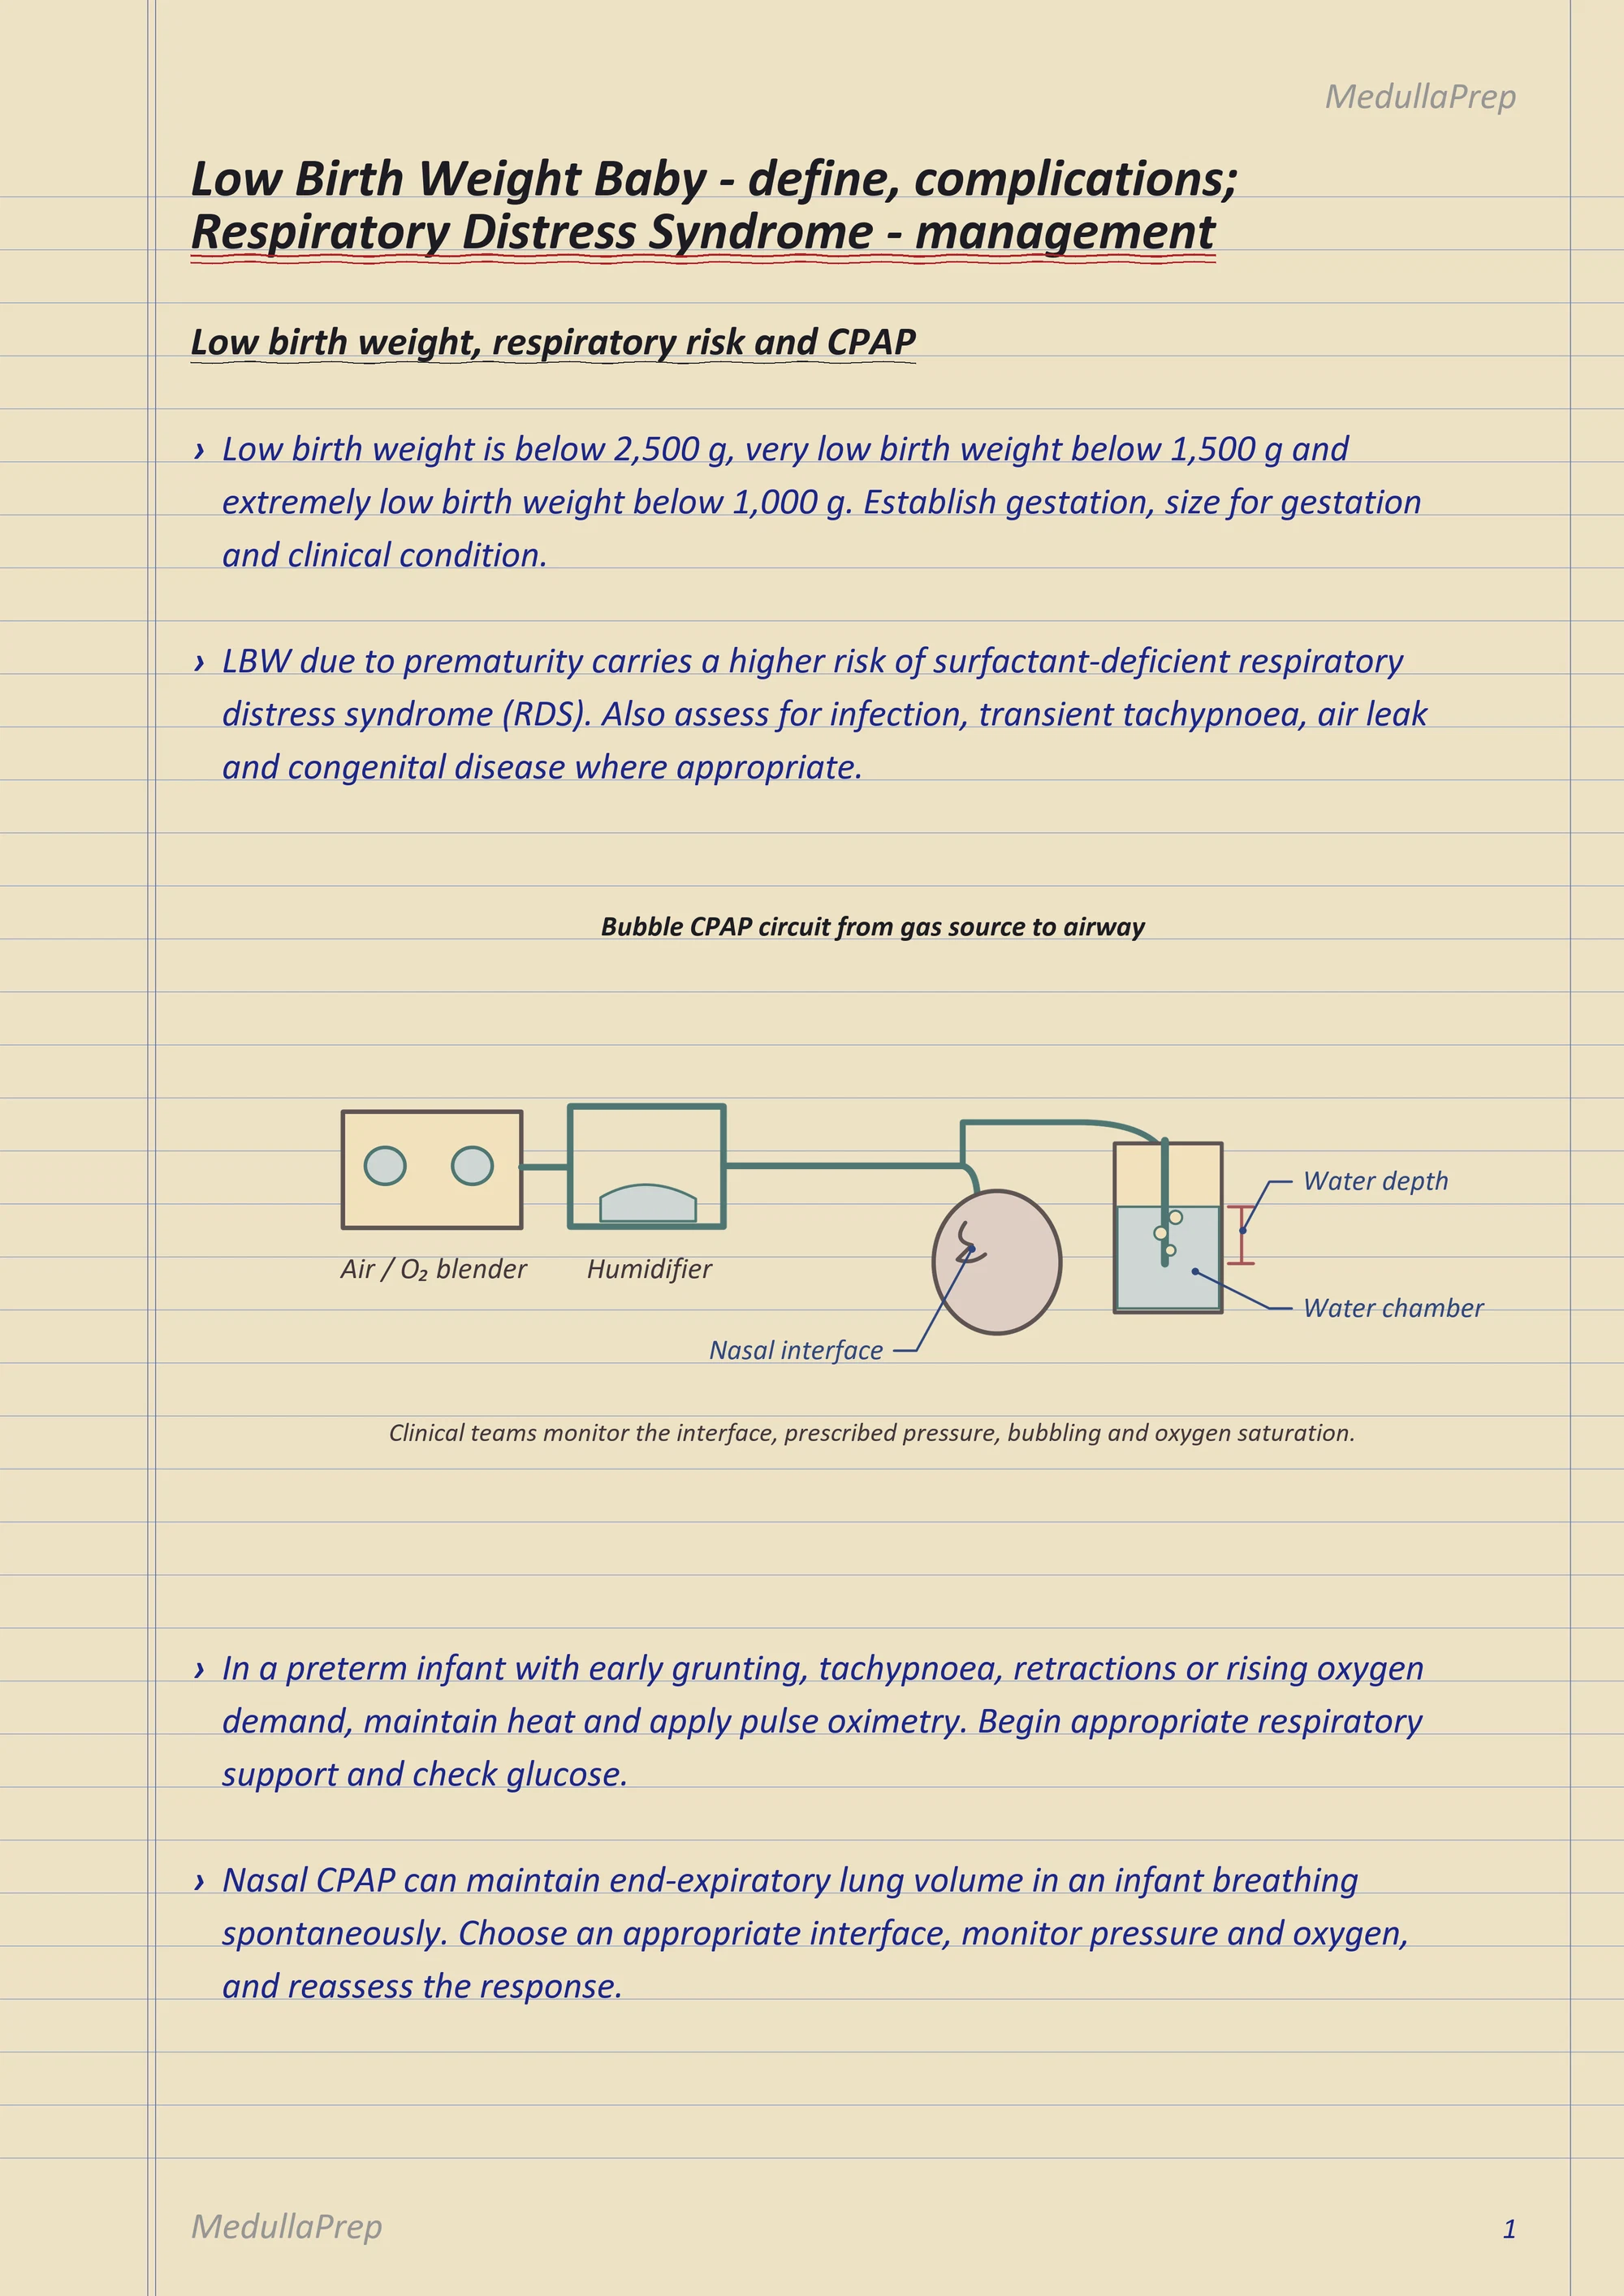 MedullaPrep
Low Birth Weight Baby - define, complications;
Respiratory Distress Syndrome - management
Low birth weight, respiratory risk and CPAP
› Low birth weight is below 2,500 g, very low birth weight below 1,500 g and
extremely low birth weight below 1,000 g. Establish gestation, size for gestation
and clinical condition.
› LBW due to prematurity carries a higher risk of surfactant-deficient respiratory
distress syndrome (RDS). Also assess for infection, transient tachypnoea, air leak
and congenital disease where appropriate.
Bubble CPAP circuit from gas source to airway
Water depth
Air / O₂ blender
Humidifier
Water chamber
Nasal interface
Clinical teams monitor the interface, prescribed pressure, bubbling and oxygen saturation.
› In a preterm infant with early grunting, tachypnoea, retractions or rising oxygen
demand, maintain heat and apply pulse oximetry. Begin appropriate respiratory
support and check glucose.
› Nasal CPAP can maintain end-expiratory lung volume in an infant breathing
spontaneously. Choose an appropriate interface, monitor pressure and oxygen,
and reassess the response.
MedullaPrep
1